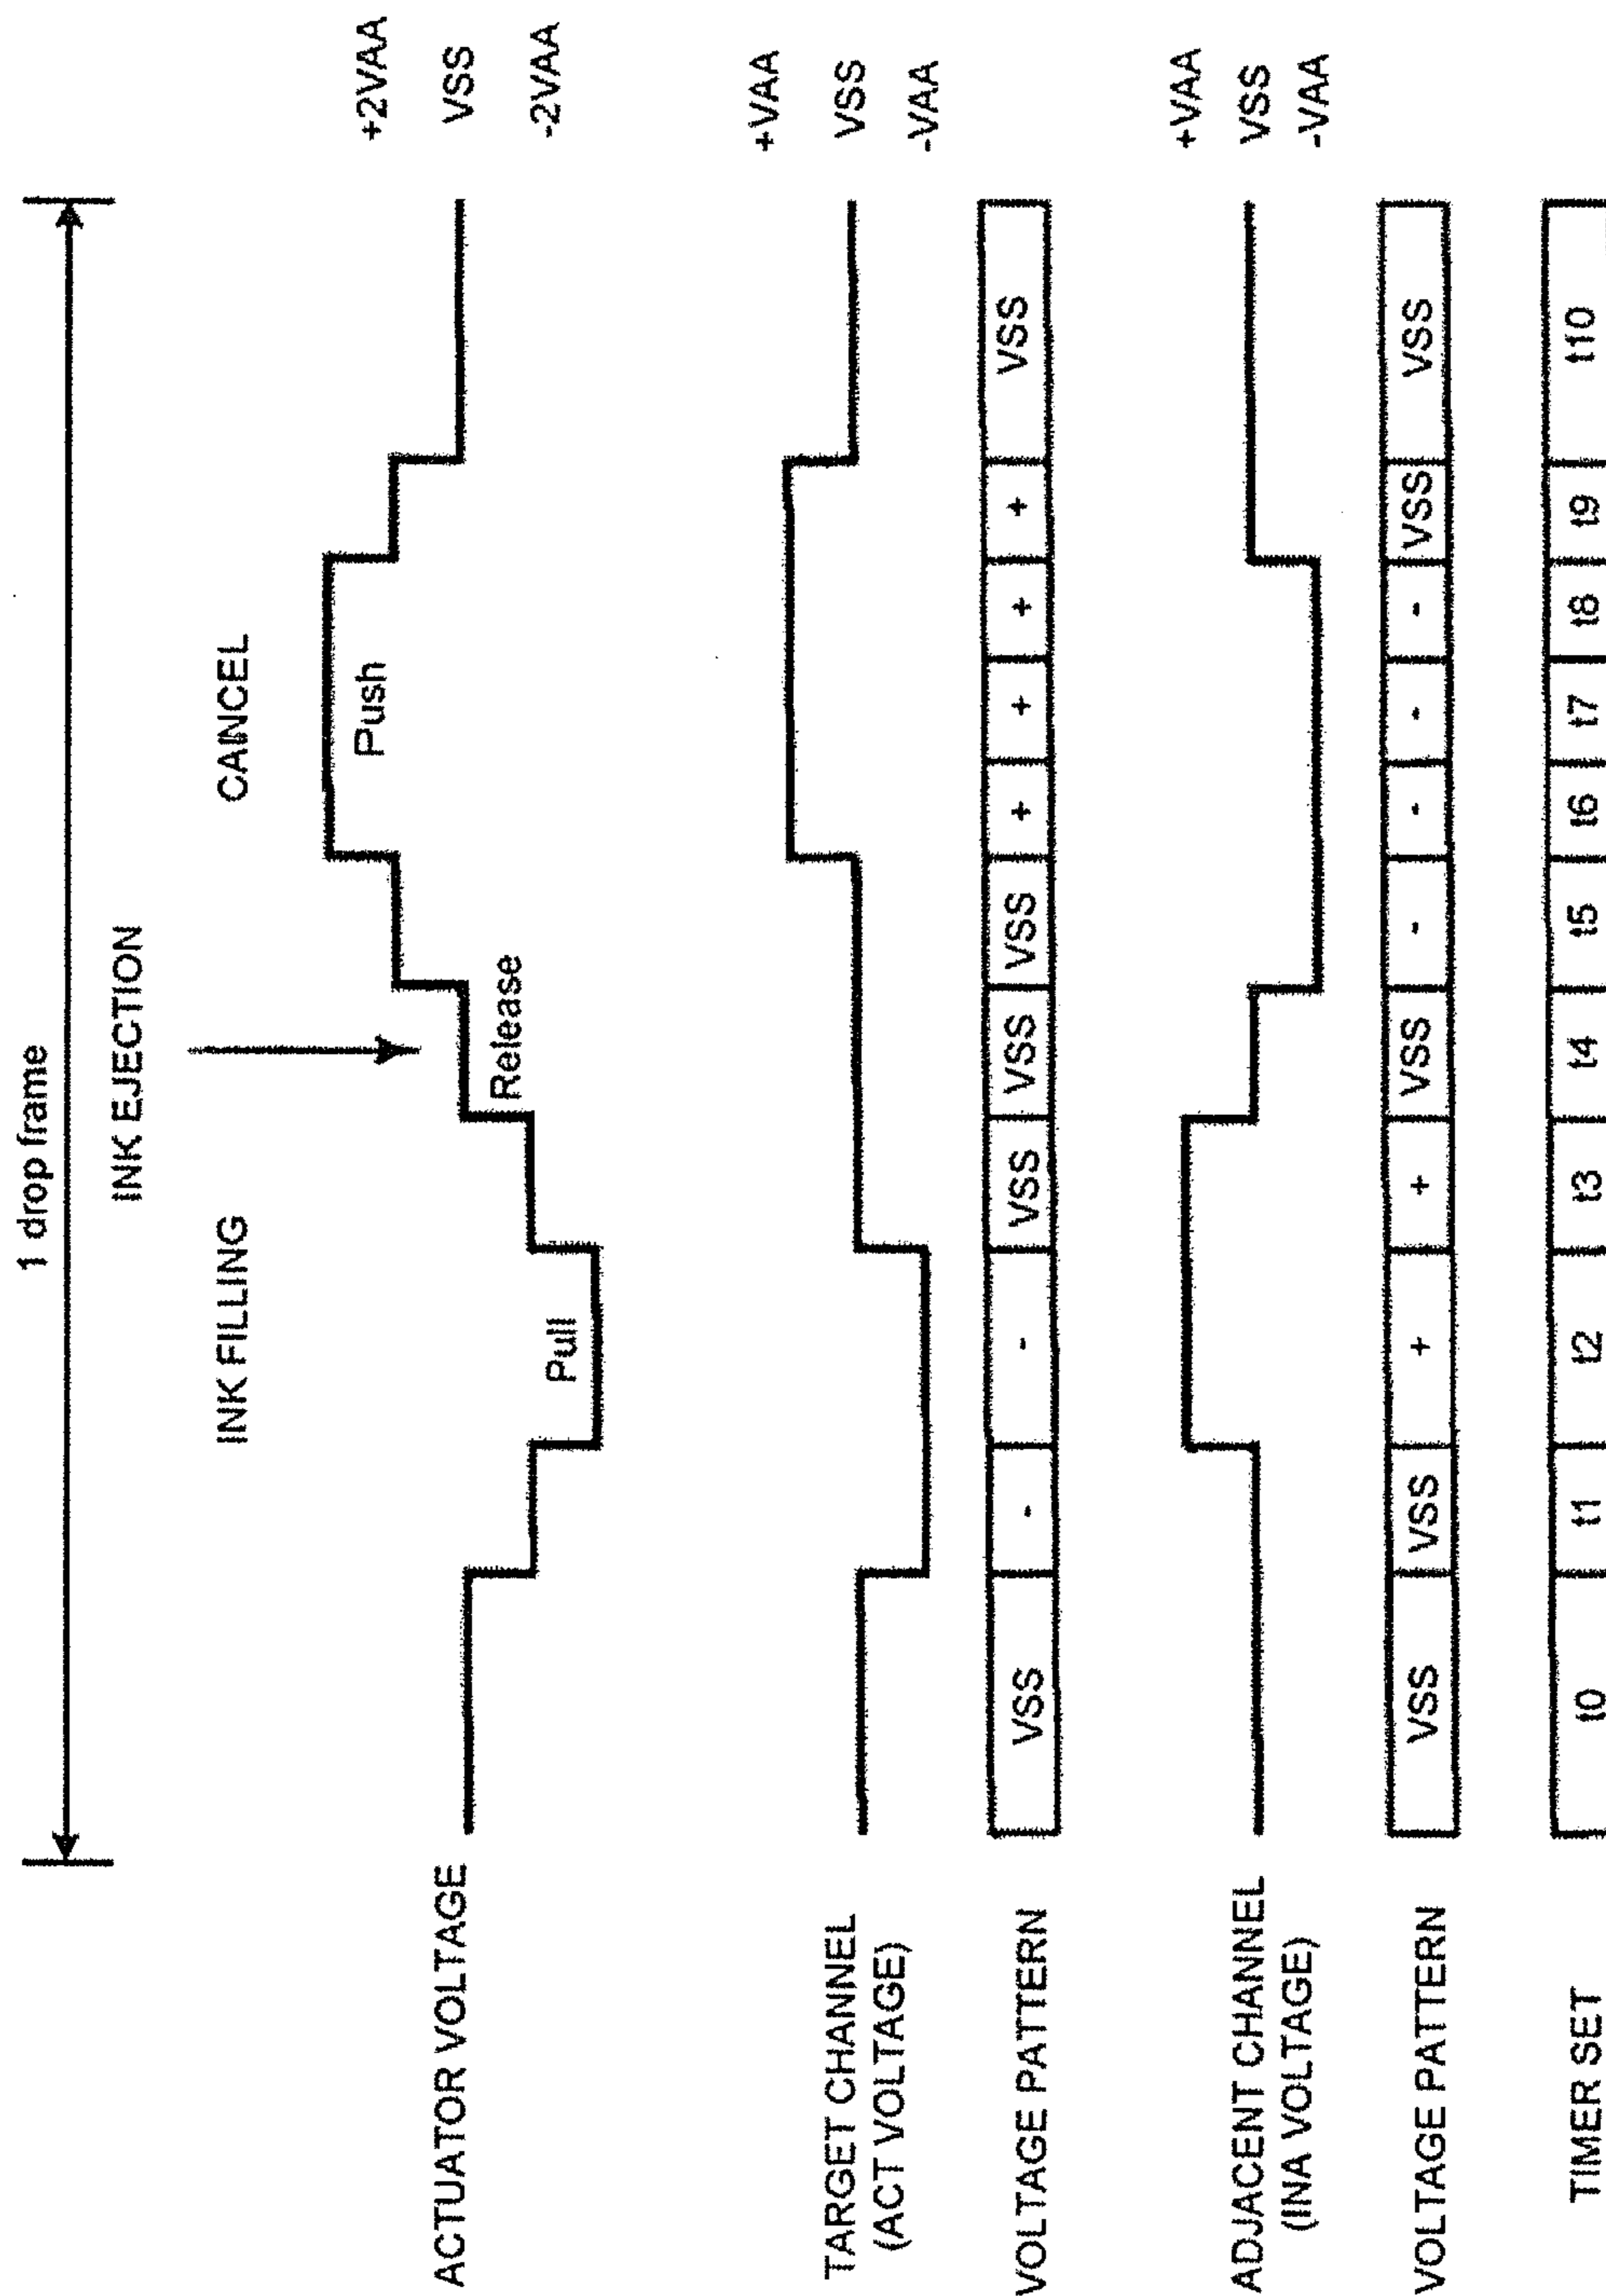 1 drop frame
INK EJECTION
INK FILLING
CANCEL
ACTUATOR VOLTAGE
Pull
Release
Push
+2VAA
VSS
-2VAA
TARGET CHANNEL
(ACT VOLTAGE)
+VAA
VSS
-VAA
VOLTAGE PATTERN
VSS - - VSS VSS VSS + + + + VSS
ADJACENT CHANNEL
(INA VOLTAGE)
+VAA
VSS
-VAA
VOLTAGE PATTERN
VSS VSS + + VSS - - - - VSS VSS
TIMER SET
t0 t1 t2 t3 t4 t5 t6 t7 t8 t9 t10